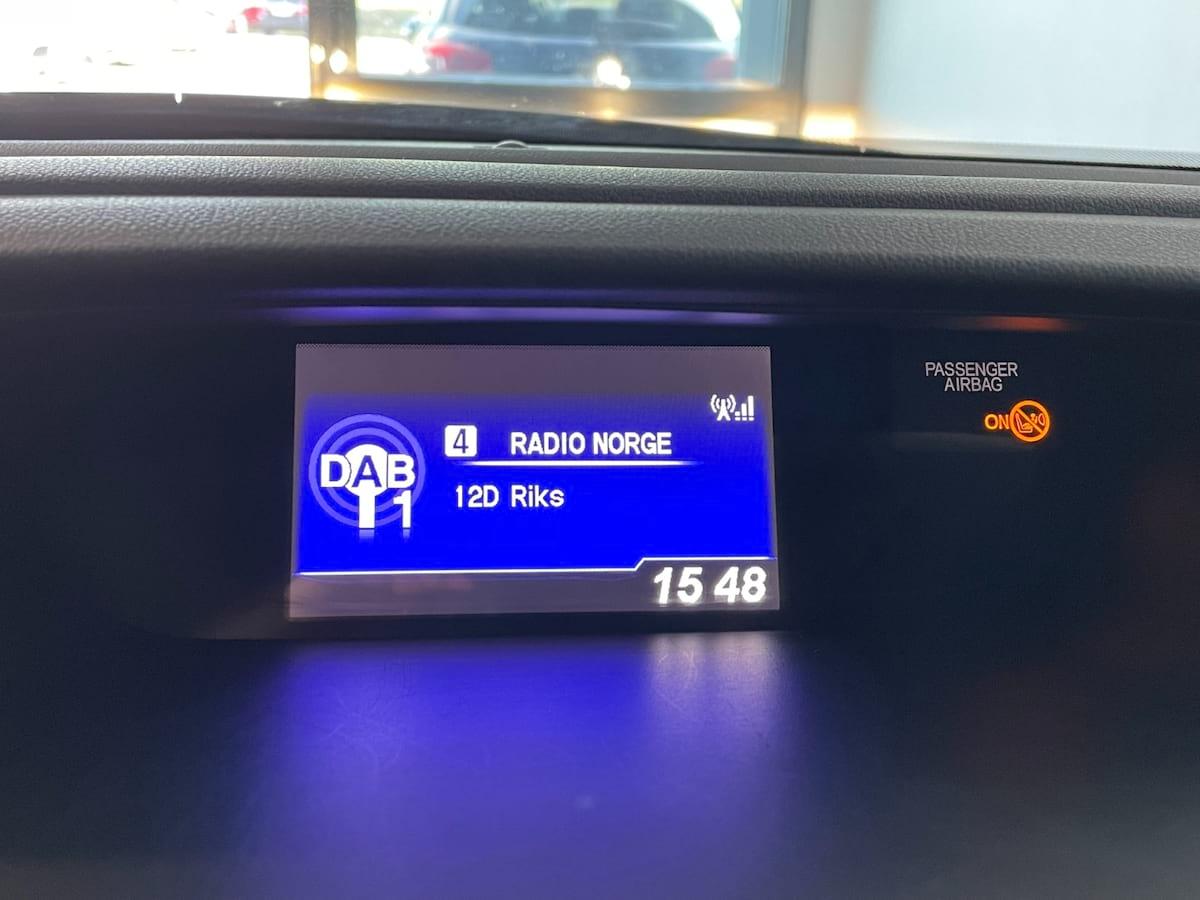 PASSENGER
AIRBAG
ON
DAB
1
4 RADIO NORGE
12D Riks
15 48